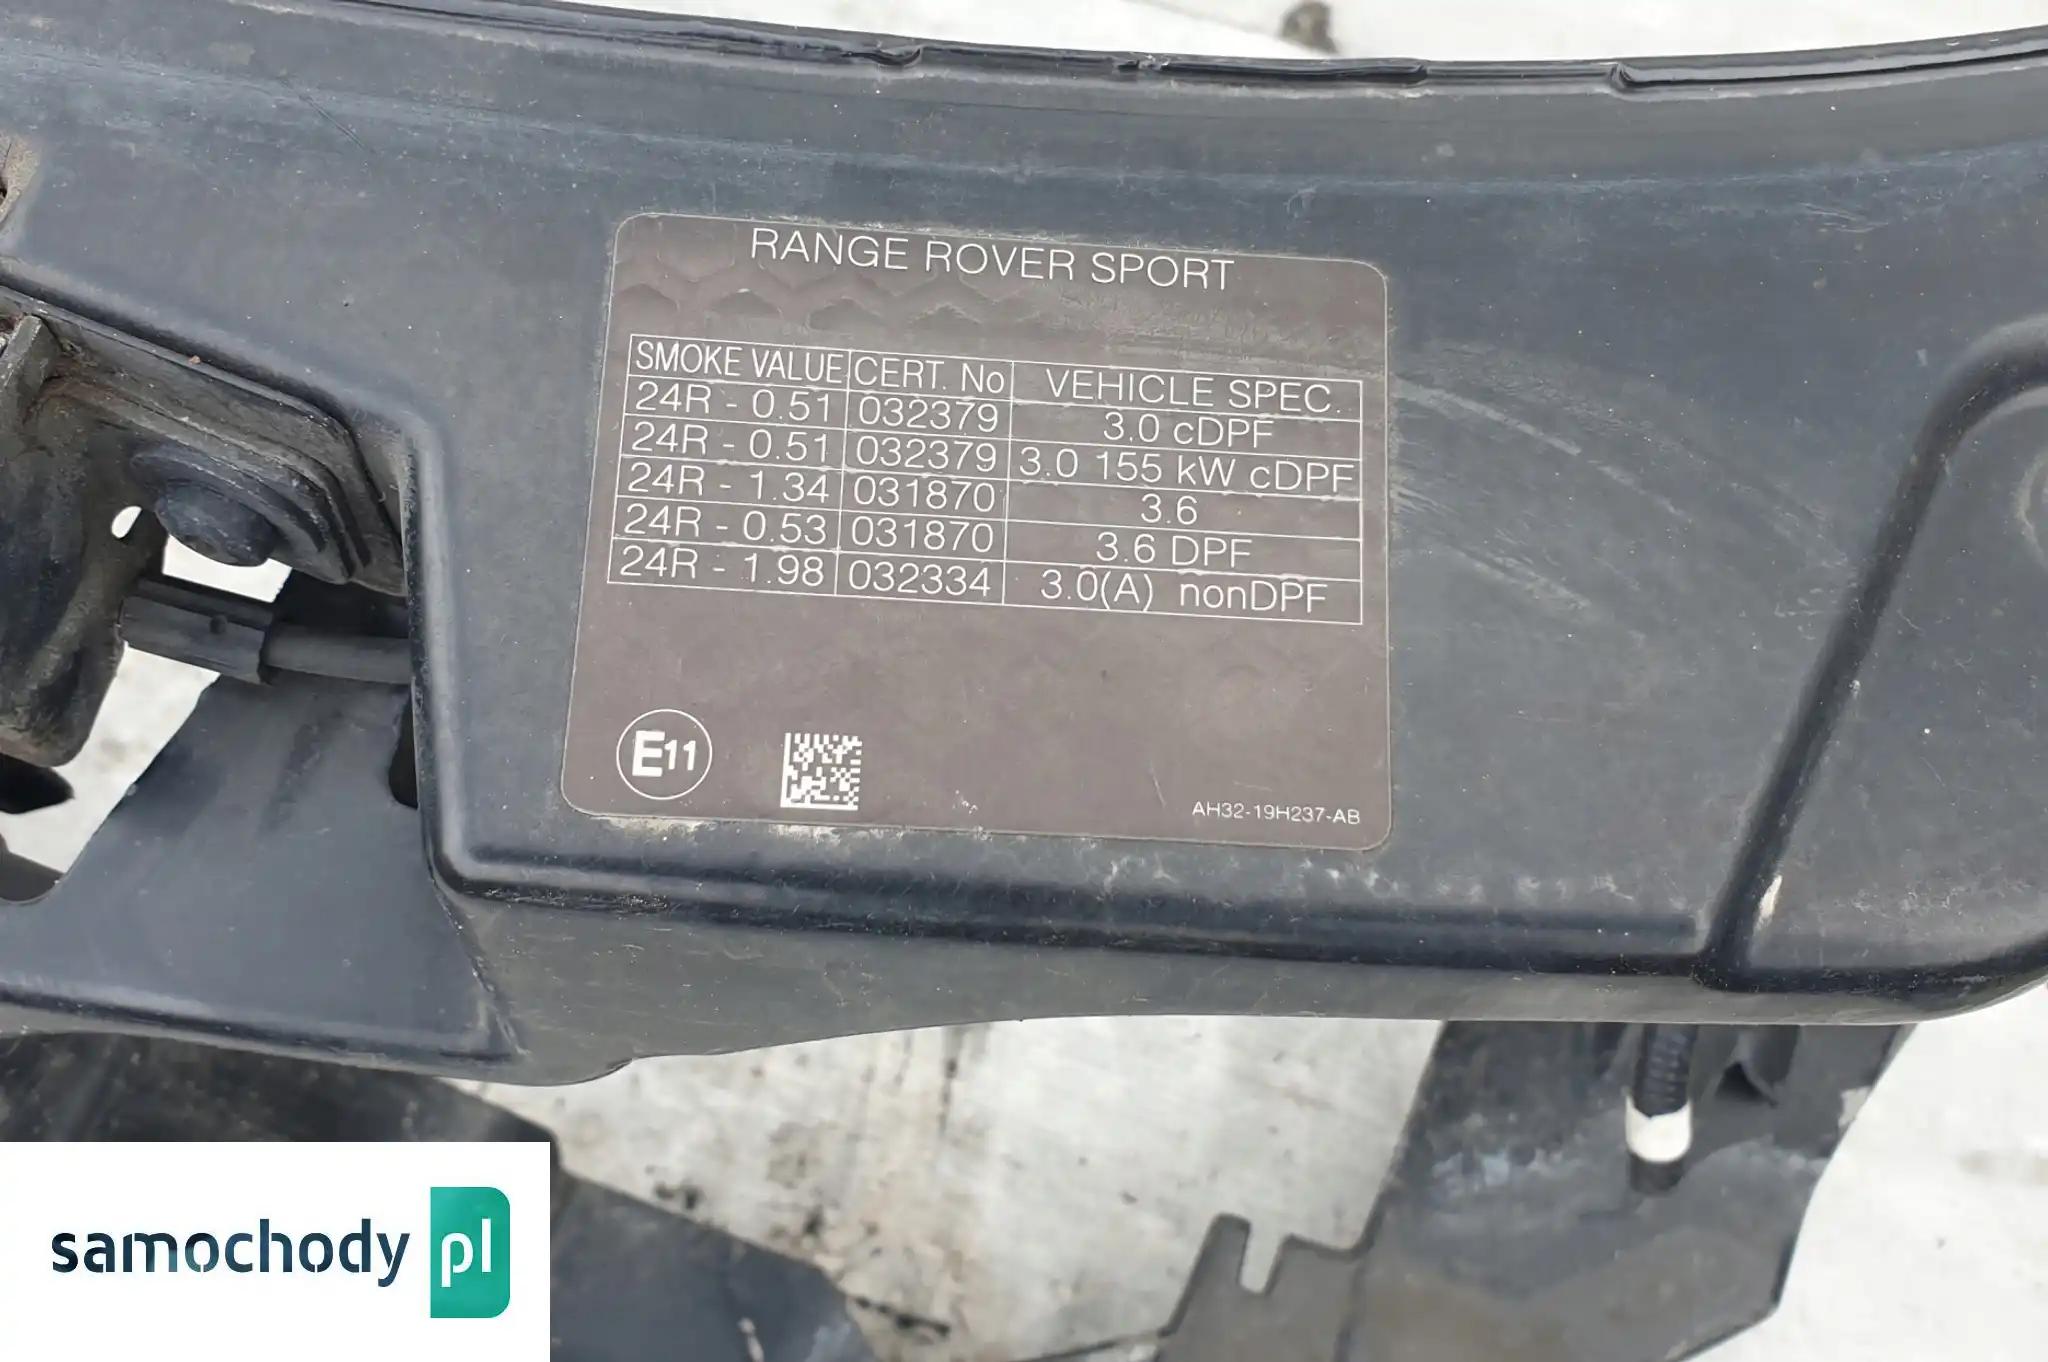 RANGE ROVER SPORT
SMOKE VALUE CERT. No VEHICLE SPEC.
24R - 0.51 032379 3.0 cDPF
24R - 0.51 032379 3.0 155 kW cDPF
24R - 1.34 031870 3.6
24R - 0.53 031870 3.6 DPF
24R - 1.98 032334 3.0(A) nonDPF
E11
AH32-19H237-AB
samochody pl